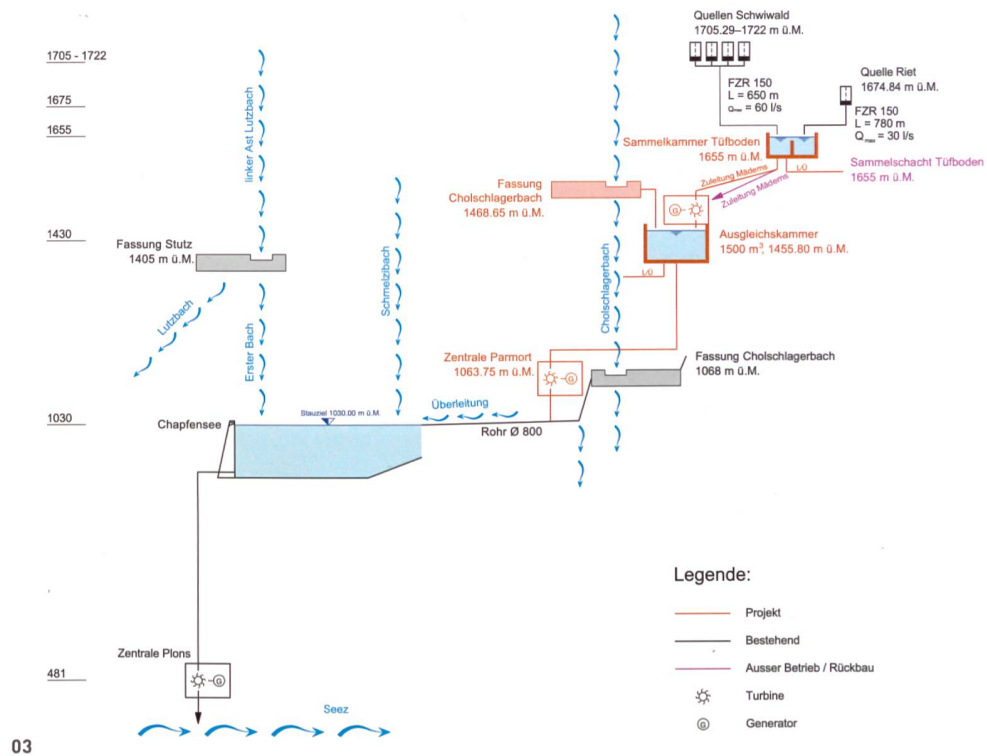 Quellen Schwiwald
1705.29–1722 m ü.M.
1705 - 1722
1675
1655
1430
1030
481
linker Ast Lutzbach
FZR 150
L = 650 m
Qmax = 60 l/s
Quelle Riet
1674.84 m ü.M.
FZR 150
L = 780 m
Qmax = 30 l/s
Sammelkammer Tüfboden
1655 m ü.M.
L/Ü
Sammelschacht Tüfboden
1655 m ü.M.
Zuleitung Mäderns
Zuleitung Mäderns
Fassung
Cholschlagerbach
1468.65 m ü.M.
G
Ausgleichskammer
1500 m³, 1455.80 m ü.M.
L/Ü
Fassung Stutz
1405 m ü.M.
Lutzbach
Erster Bach
Schmelzibach
Cholschlagerbach
Zentrale Parmort
1063.75 m ü.M.
G
Fassung Cholschlagerbach
1068 m ü.M.
Überleitung
Rohr Ø 800
Chapfensee
Stauziel 1030.00 m ü.M.
Zentrale Plons
G
Seez
Legende:
Projekt
Bestehend
Ausser Betrieb / Rückbau
Turbine
G
Generator
03